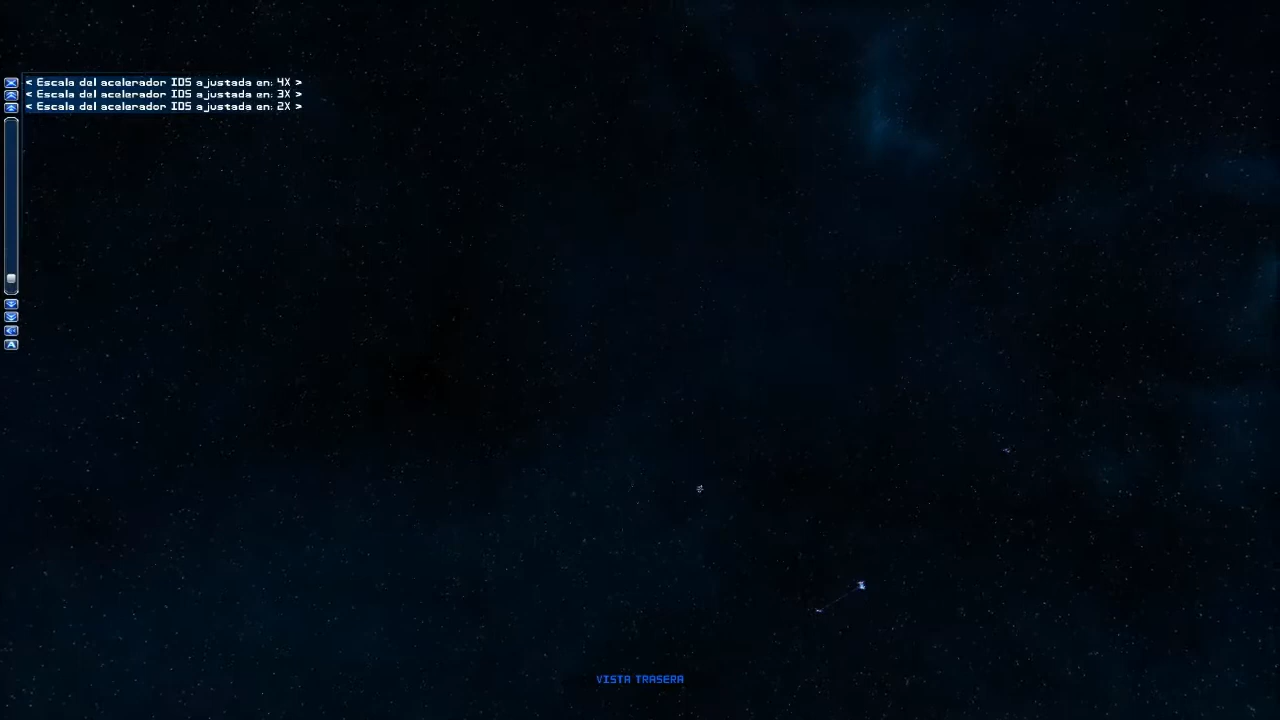 < Escala del acelerador IDS ajustada en: 4X >
< Escala del acelerador IDS ajustada en: 3X >
< Escala del acelerador IDS ajustada en: 2X >
VISTA TRASERA